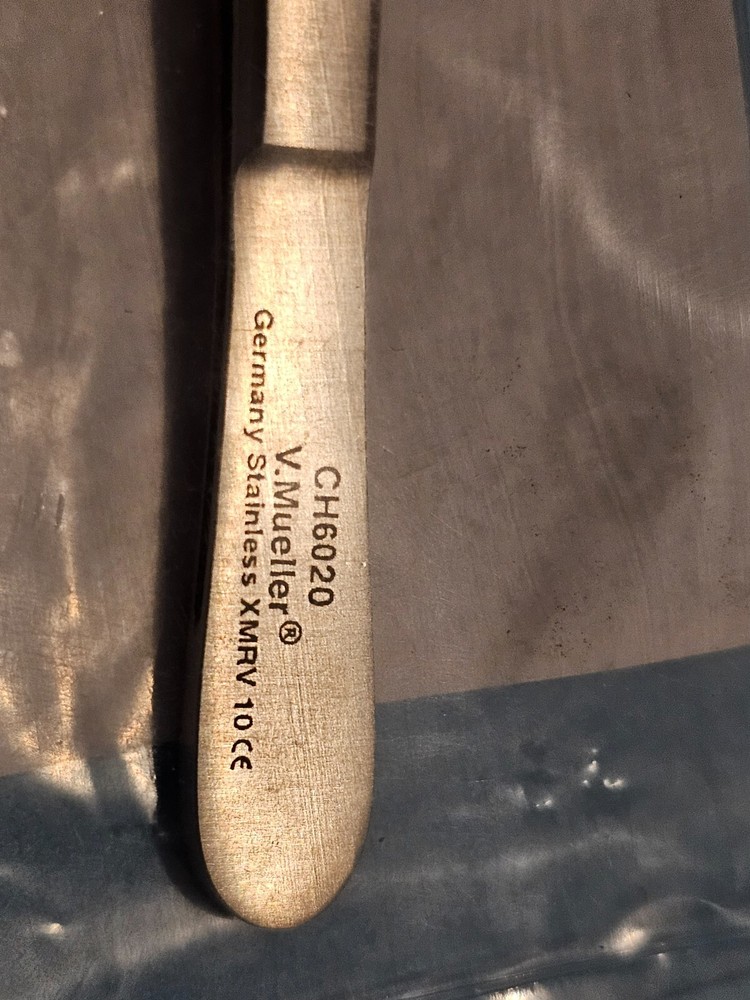 CH6020
V.Mueller®
Germany Stainless XMRV 10 CE